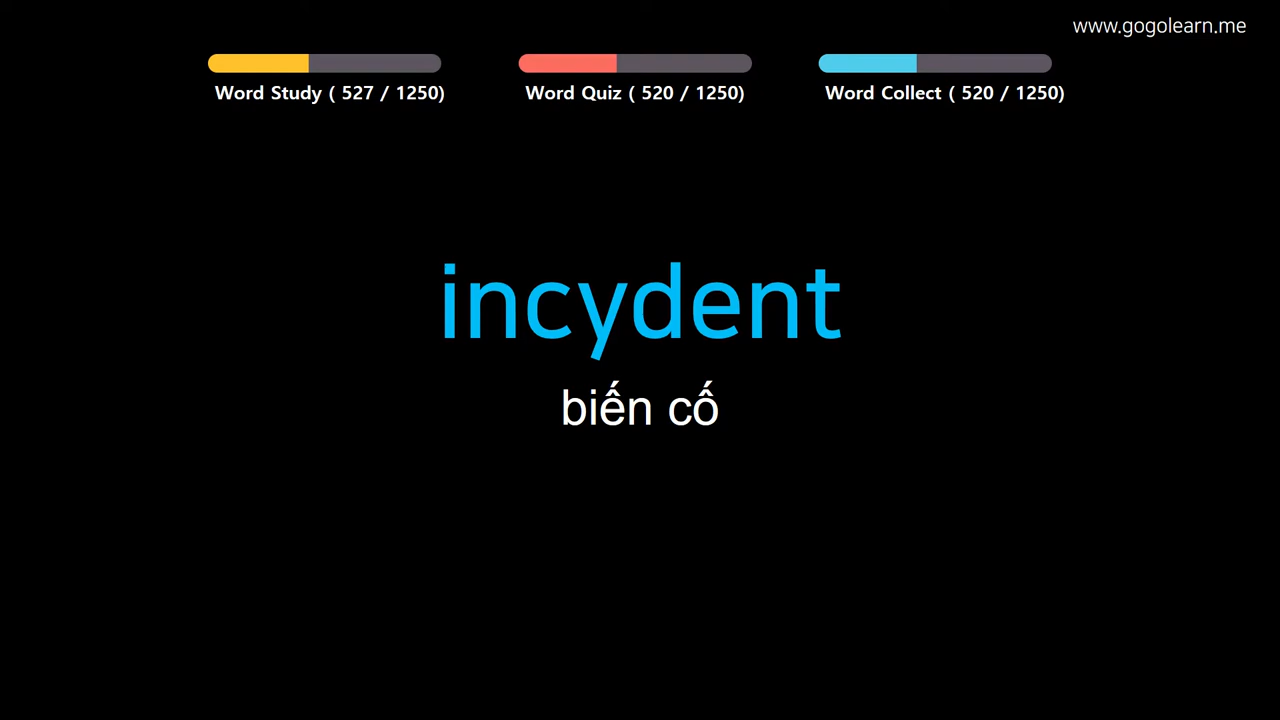 www.gogolearn.me
Word Study ( 527 / 1250)
Word Quiz ( 520 / 1250)
Word Collect ( 520 / 1250)
incydent
biến cố